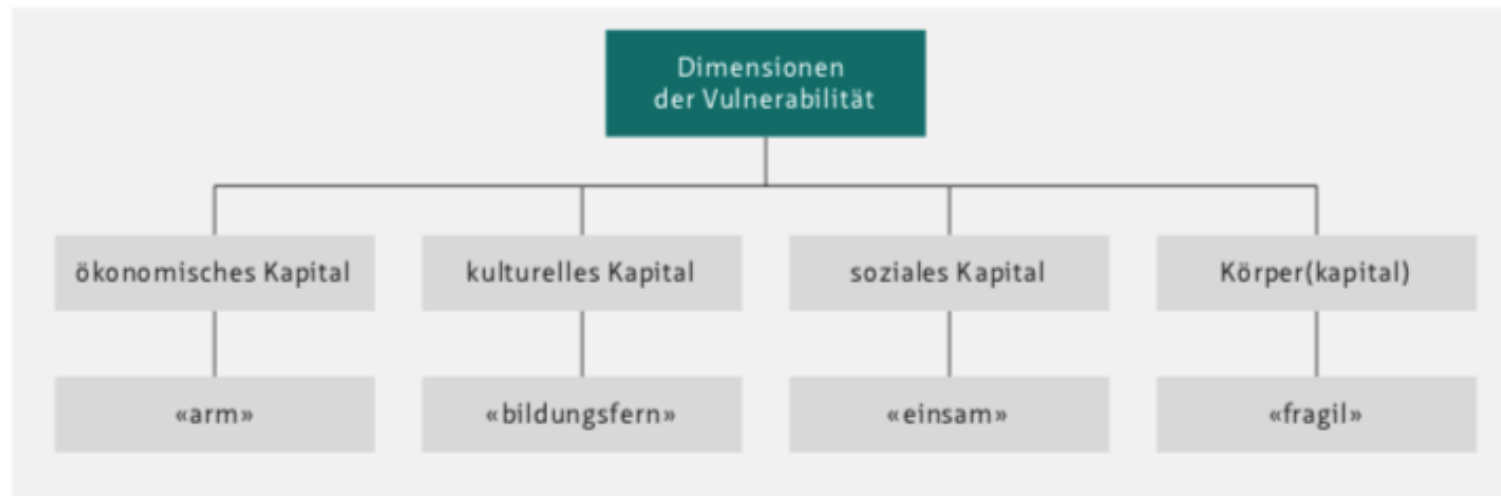 Dimensionen
der Vulnerabilität
ökonomisches Kapital
kulturelles Kapital
soziales Kapital
Körper(kapital)
«arm»
«bildungsfern»
«einsam»
«fragil»